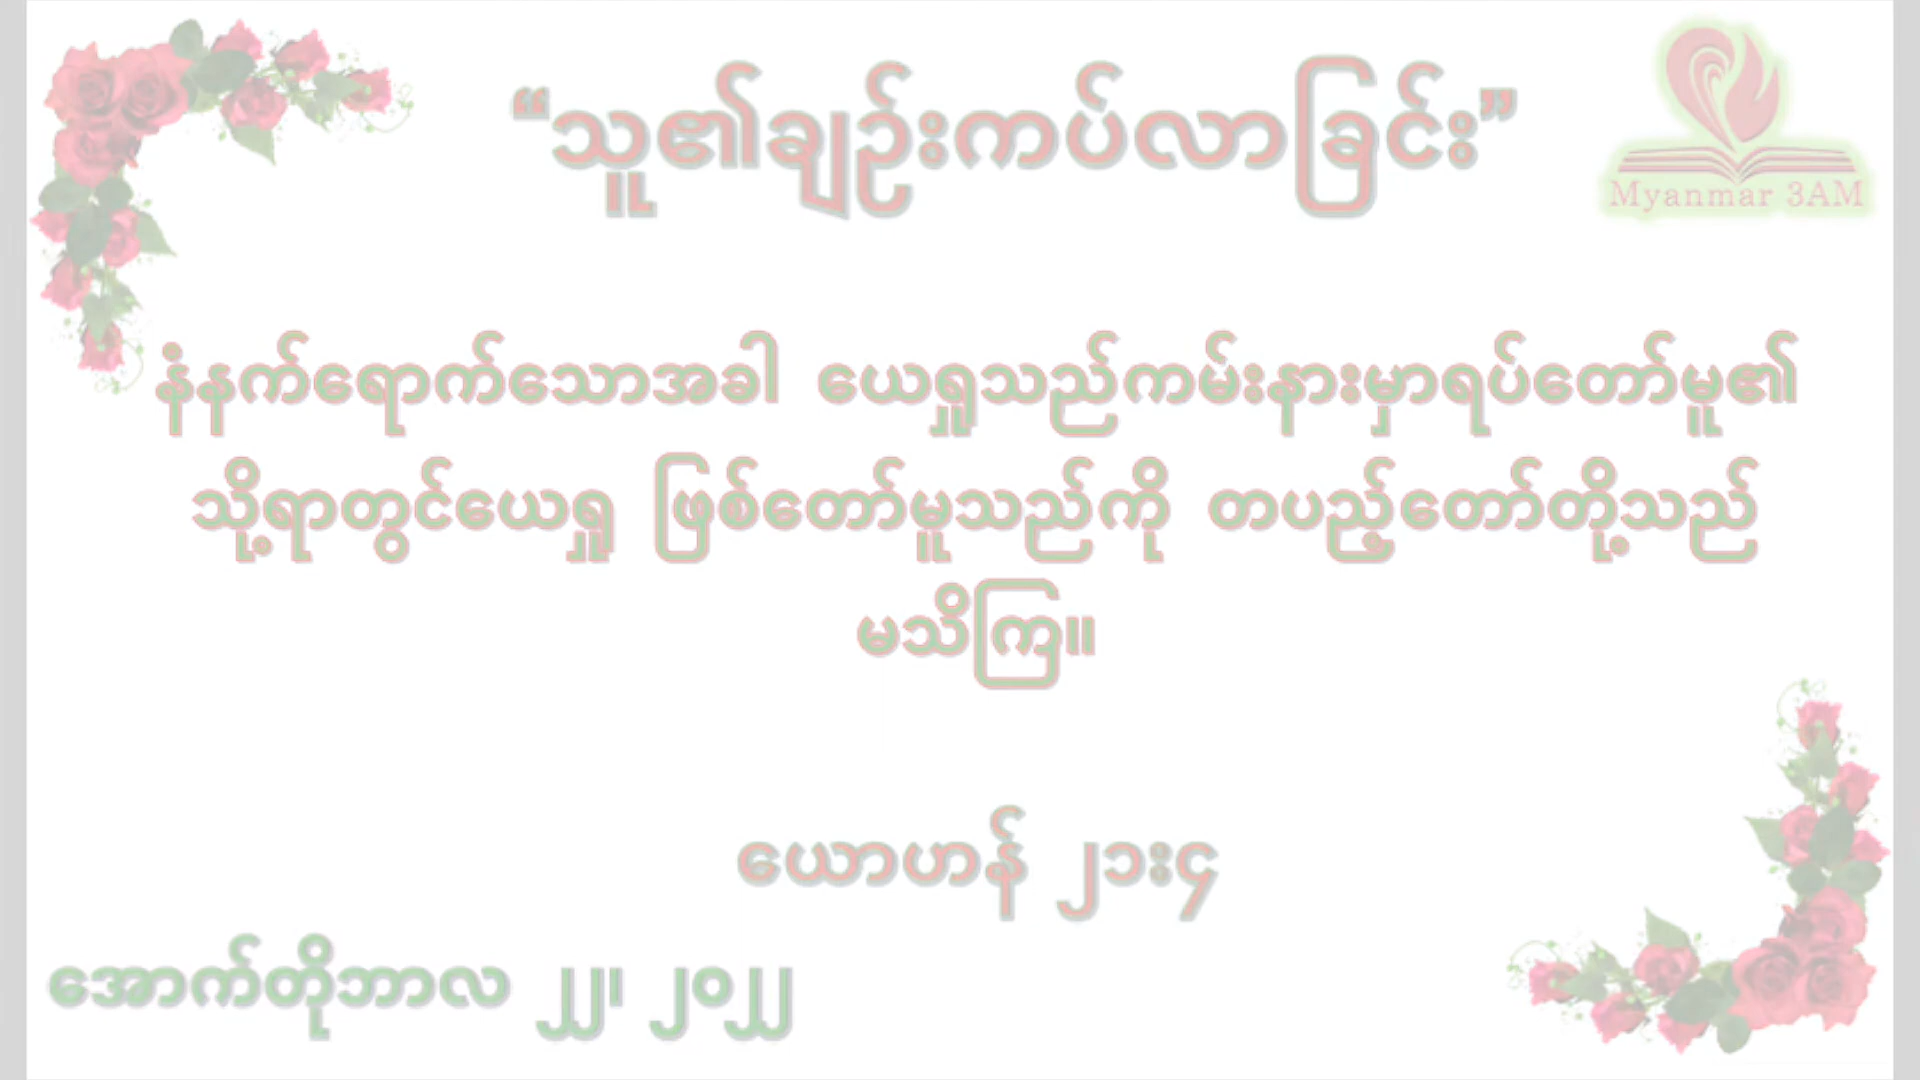 “သူ၏ချဉ်းကပ်လာခြင်း”
Myanmar 3AM
နံနက်ရောက်သောအခါ ယေရှုသည်ကမ်းနားမှာရပ်တော်မူ၏
သို့ရာတွင်ယေရှု ဖြစ်တော်မူသည်ကို တပည့်တော်တို့သည်
မသိကြ။
ယောဟန် ၂၁း၄
အောက်တိုဘာလ ၂၂၊ ၂၀၂၂